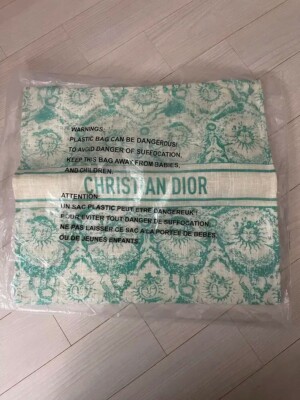 WARNINGS,
PLASTIC BAG CAN BE DANGEROUS!
TO AVOID DANGER OF SUFFOCATION,
KEEP THIS BAG AWAY FROM BABIES,
AND CHILDREN.
CHRISTIAN DIOR
ATTENTION:
UN SAC PLASTIC PEUT ETRE DANGEREUX!
POUR EVITER TOUT DANGER DE SUFFOCATION,
NE PAS LAISSER CE SAC A LA PORTEE DE BEBES
OU DE JEUNES ENFANTS.